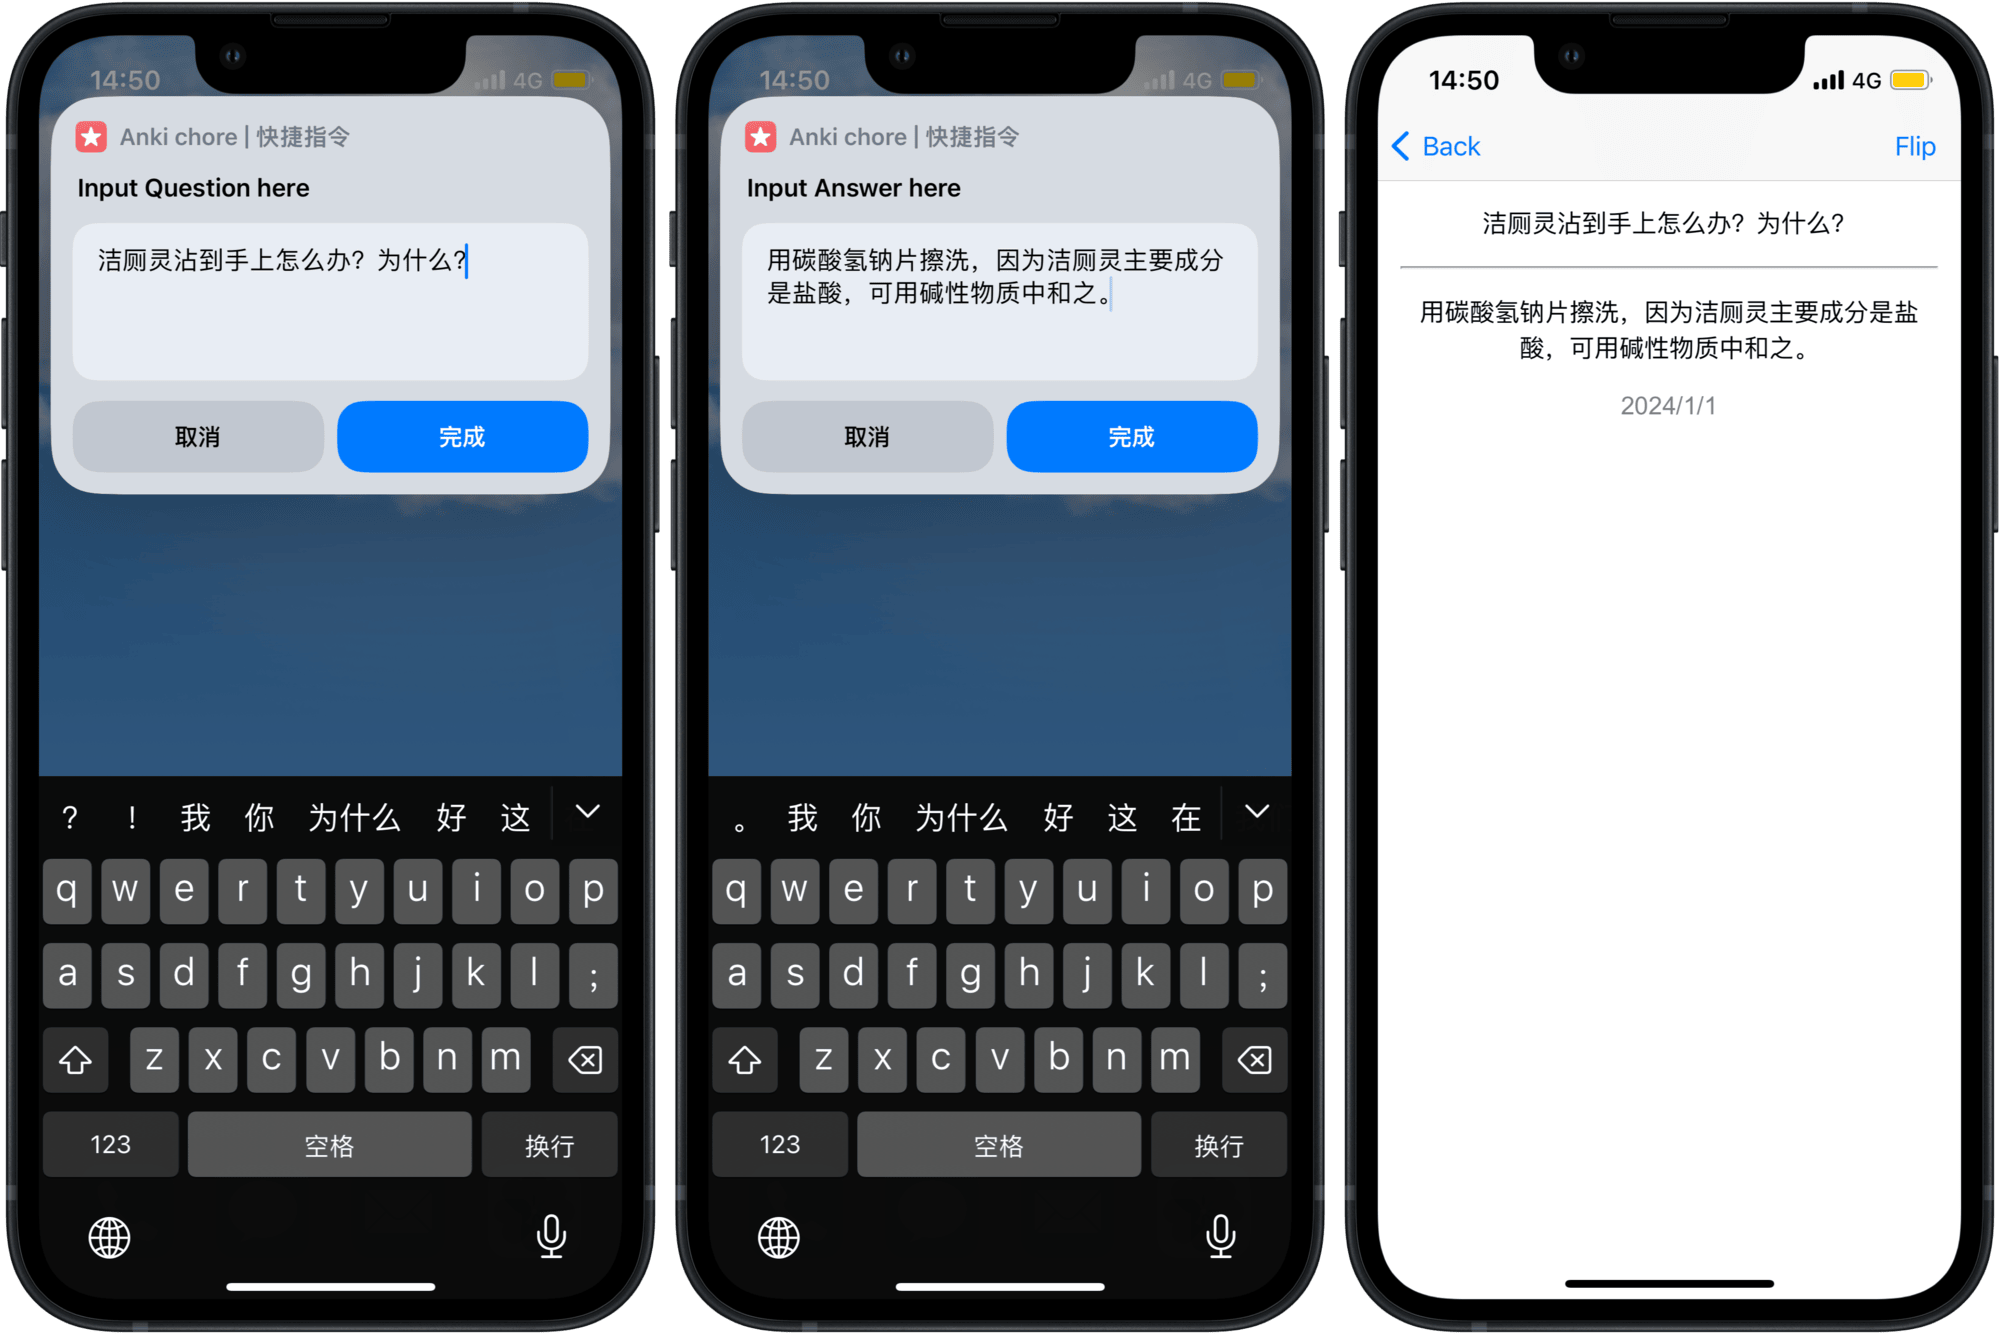 14:50
4G
Anki chore | 快捷指令
Input Question here
洁厕灵沾到手上怎么办？为什么？
取消
完成
？ ！ 我 你 为什么 好 这
q w e r t y u i o p
a s d f g h j k l ;
z x c v b n m
123
空格
换行
14:50
4G
Anki chore | 快捷指令
Input Answer here
用碳酸氢钠片擦洗，因为洁厕灵主要成分
是盐酸，可用碱性物质中和之。
取消
完成
。 我 你 为什么 好 这 在
q w e r t y u i o p
a s d f g h j k l ;
z x c v b n m
123
空格
换行
14:50
4G
Back
Flip
洁厕灵沾到手上怎么办？为什么？
用碳酸氢钠片擦洗，因为洁厕灵主要成分是盐
酸，可用碱性物质中和之。
2024/1/1